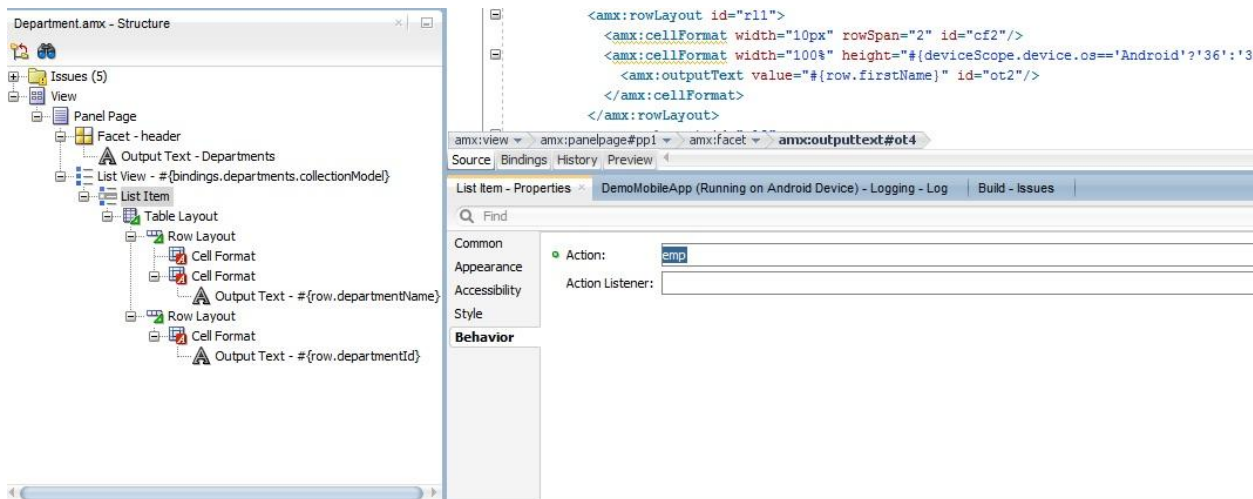 Department.amx - Structure
Issues (5)
View
Panel Page
Facet - header
Output Text - Departments
List View - #{bindings.departments.collectionModel}
List Item
Table Layout
Row Layout
Cell Format
Cell Format
Output Text - #{row.departmentName}
Row Layout
Cell Format
Output Text - #{row.departmentId}
<amx:rowLayout id="rl1">
<amx:cellFormat width="10px" rowSpan="2" id="cf2"/>
<amx:cellFormat width="100%" height="#{deviceScope.device.os=='Android'?'36':'3
<amx:outputText value="#{row.firstName}" id="ot2"/>
</amx:cellFormat>
</amx:rowLayout>
amx:view amx:panelpage#pp1 amx:facet amx:outputtext#ot4
Source Bindings History Preview
List Item - Properties DemoMobileApp (Running on Android Device) - Logging - Log Build - Issues
Find
Common
Appearance
Accessibility
Style
Behavior
Action: emp
Action Listener: